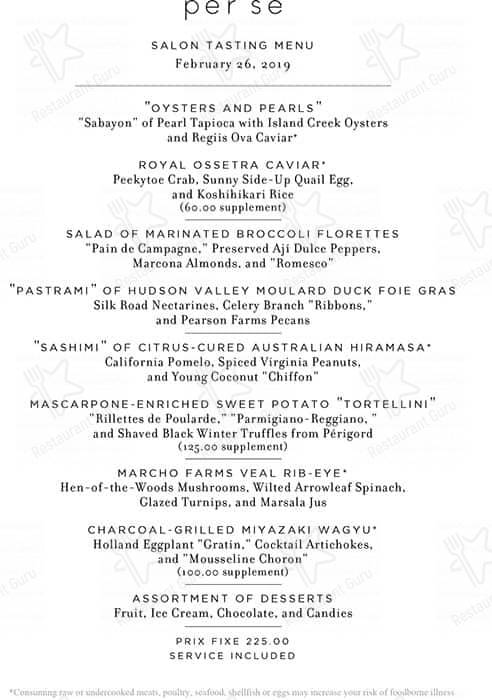 per se
SALON TASTING MENU
February 26, 2019
"OYSTERS AND PEARLS"
"Sabayon" of Pearl Tapioca with Island Creek Oysters
and Regiis Ova Caviar*
ROYAL OSSETRA CAVIAR*
Peekytoe Crab, Sunny Side-Up Quail Egg,
and Koshihikari Rice
(60.00 supplement)
SALAD OF MARINATED BROCCOLI FLORETTES
"Pain de Campagne," Preserved Aji Dulce Peppers,
Marcona Almonds, and "Romesco"
"PASTRAMI" OF HUDSON VALLEY MOULARD DUCK FOIE GRAS
Silk Road Nectarines, Celery Branch "Ribbons,"
and Pearson Farms Pecans
"SASHIMI" OF CITRUS-CURED AUSTRALIAN HIRAMASA*
California Pomelo, Spiced Virginia Peanuts,
and Young Coconut "Chiffon"
MASCARPONE-ENRICHED SWEET POTATO "TORTELLINI"
"Rillettes de Poularde," "Parmigiano-Reggiano, "
and Shaved Black Winter Truffles from Périgord
(125.00 supplement)
MARCHO FARMS VEAL RIB-EYE*
Hen-of-the-Woods Mushrooms, Wilted Arrowleaf Spinach,
Glazed Turnips, and Marsala Jus
CHARCOAL-GRILLED MIYAZAKI WAGYU*
Holland Eggplant "Gratin," Cocktail Artichokes,
and "Mousseline Choron"
(100.00 supplement)
ASSORTMENT OF DESSERTS
Fruit, Ice Cream, Chocolate, and Candies
PRIX FIXE 225.00
SERVICE INCLUDED
*Consuming raw or undercooked meats, poultry, seafood, shellfish or eggs may increase your risk of foodborne illness
Restaurant Guru